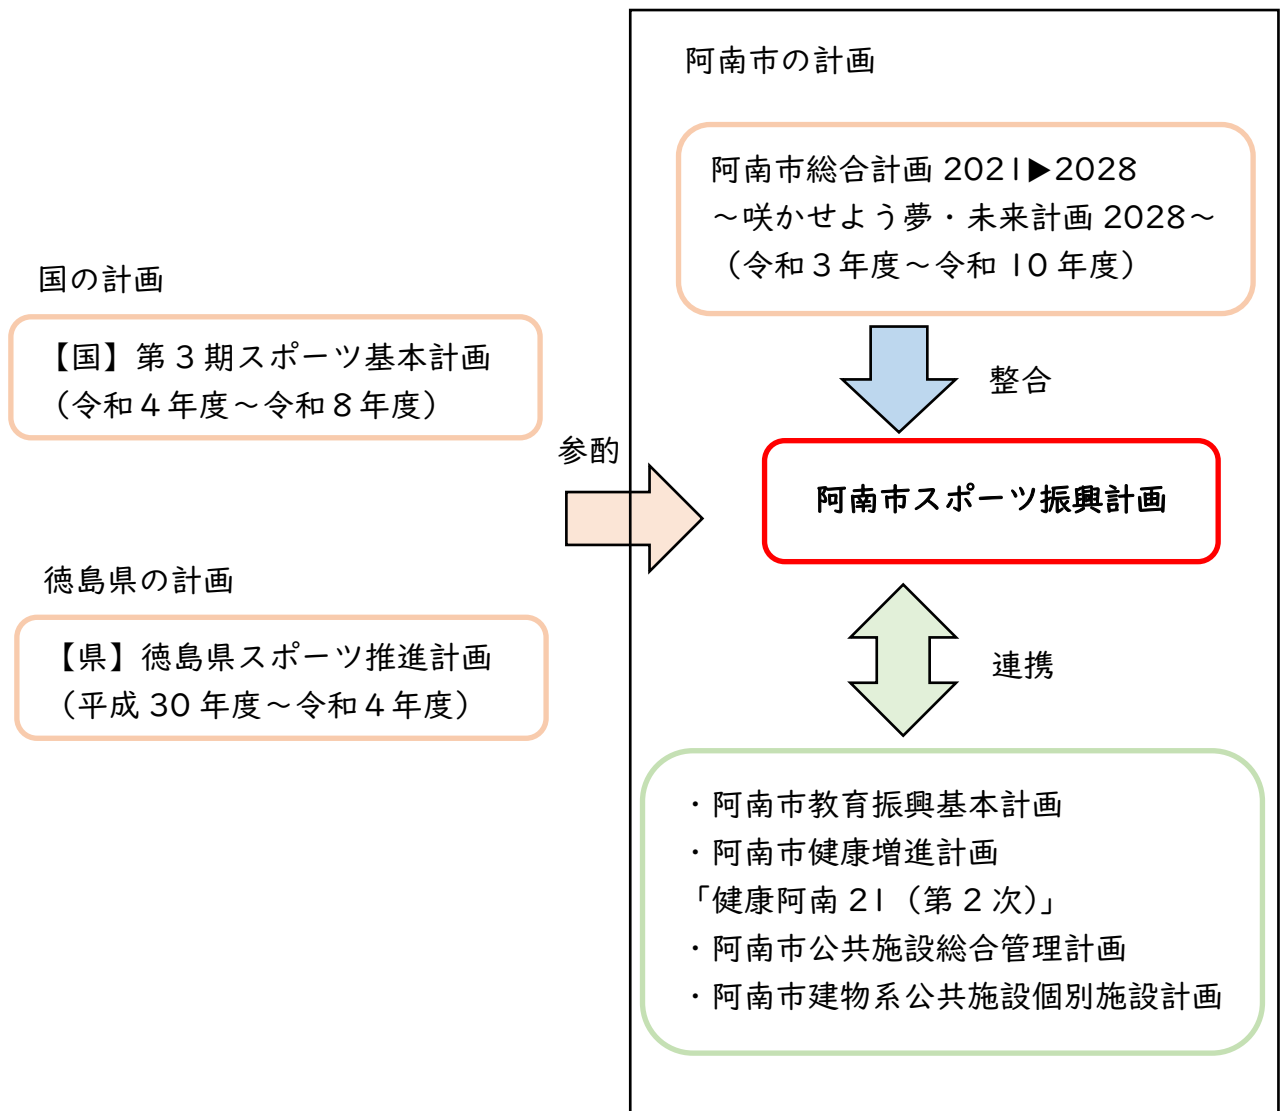 国の計画
【国】第3期スポーツ基本計画
（令和4年度～令和8年度）
徳島県の計画
【県】徳島県スポーツ推進計画
（平成30年度～令和4年度）
参酌
阿南市の計画
阿南市総合計画 2021▶2028
～咲かせよう夢・未来計画 2028～
（令和3年度～令和10年度）
整合
阿南市スポーツ振興計画
連携
・阿南市教育振興基本計画
・阿南市健康増進計画
「健康阿南21（第2次）」
・阿南市公共施設総合管理計画
・阿南市建物系公共施設個別施設計画